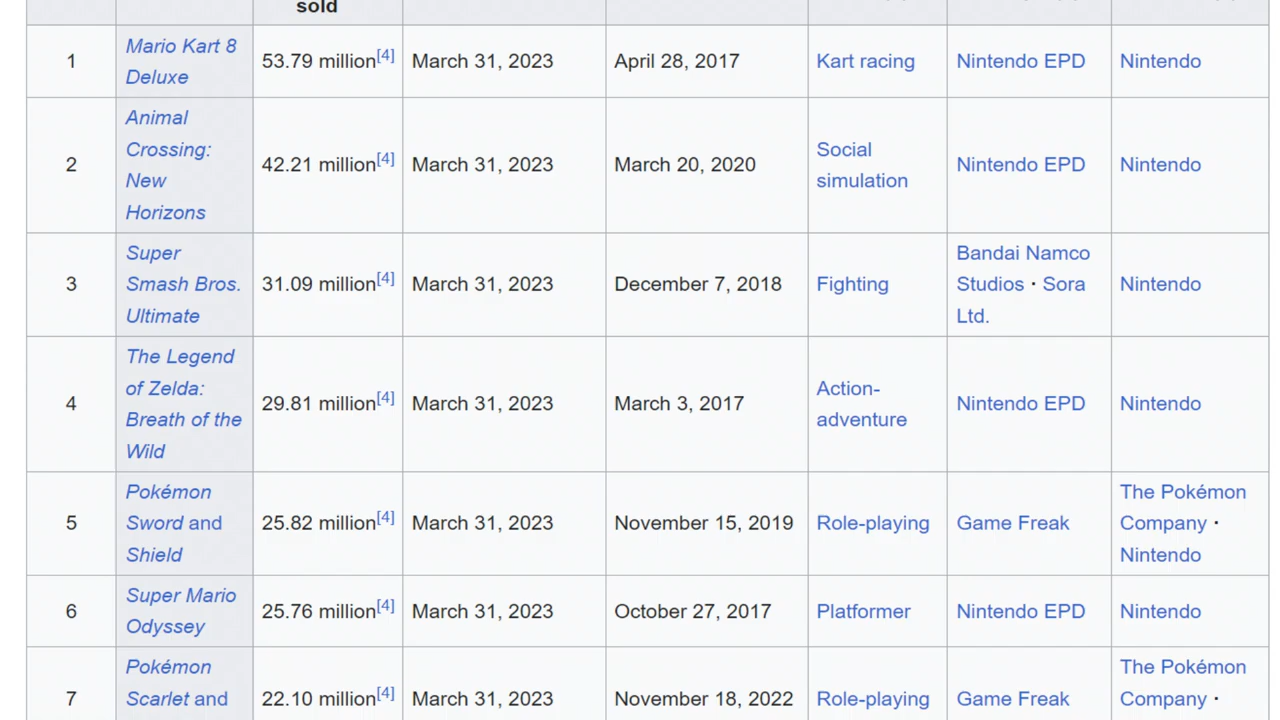 sold
1
Mario Kart 8
Deluxe
53.79 million[4]
March 31, 2023
April 28, 2017
Kart racing
Nintendo EPD
Nintendo
2
Animal
Crossing:
New
Horizons
42.21 million[4]
March 31, 2023
March 20, 2020
Social
simulation
Nintendo EPD
Nintendo
3
Super
Smash Bros.
Ultimate
31.09 million[4]
March 31, 2023
December 7, 2018
Fighting
Bandai Namco
Studios · Sora
Ltd.
Nintendo
4
The Legend
of Zelda:
Breath of the
Wild
29.81 million[4]
March 31, 2023
March 3, 2017
Action-
adventure
Nintendo EPD
Nintendo
5
Pokémon
Sword and
Shield
25.82 million[4]
March 31, 2023
November 15, 2019
Role-playing
Game Freak
The Pokémon
Company ·
Nintendo
6
Super Mario
Odyssey
25.76 million[4]
March 31, 2023
October 27, 2017
Platformer
Nintendo EPD
Nintendo
7
Pokémon
Scarlet and
22.10 million[4]
March 31, 2023
November 18, 2022
Role-playing
Game Freak
The Pokémon
Company ·